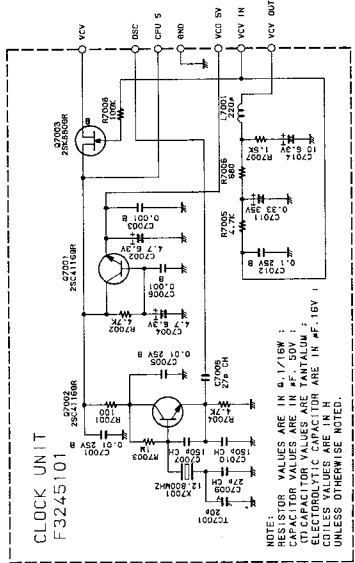 CLOCK UNIT
F3245101
VCV
OSC
CPU 5
GND
VCO 5V
VCV IN
VCV OUT
Q7003
2SK880GR
R7008
100K
C7001
0.01 25V
B
Q7002
2SC4116GR
R7001
100
C7005
0.01 25V B
R7002
4.7K
C7004
4.7 6.3V
C7006
0.001
B
Q7001
2SC4116GR
C7002
4.7 6.3V
C7003
0.001 B
L7001
220μ
R7007
1.5K
C7014
10 6.3V
R7006
680
C7011
0.33 35V
R7005
4.7K
C7012
0.1 25V
B
C7008
27p CH
R7003
1M
R7004
4.7K
C7007
150p
CH
C7010
150p
CH
X7001
12.800MHZ
C7009
27p
CH
TC7001
20p
NOTE:
RESISTOR VALUES ARE IN Ω,1/16W ;
CAPACITOR VALUES ARE IN μF, 50V ;
(T) CAPACITOR VALUES ARE TANTALUM ;
ELECTOROLYTIC CAPACITOR ARE IN μF,16V ;
COILES VALUES ARE IN H
UNLESS OTHERWISE NOTED.